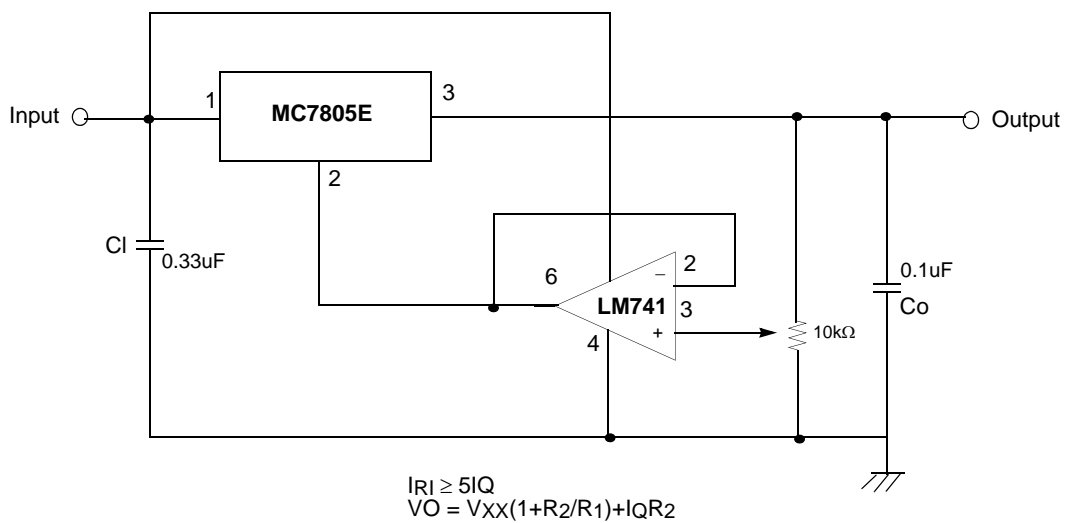 MC7805E
1
3
Input
Output
2
CI
0.33uF
6
2
–
LM741
3
+
4
0.1uF
Co
10kΩ
IRI ≥ 5IQ
VO = VXX(1+R2/R1)+IQR2